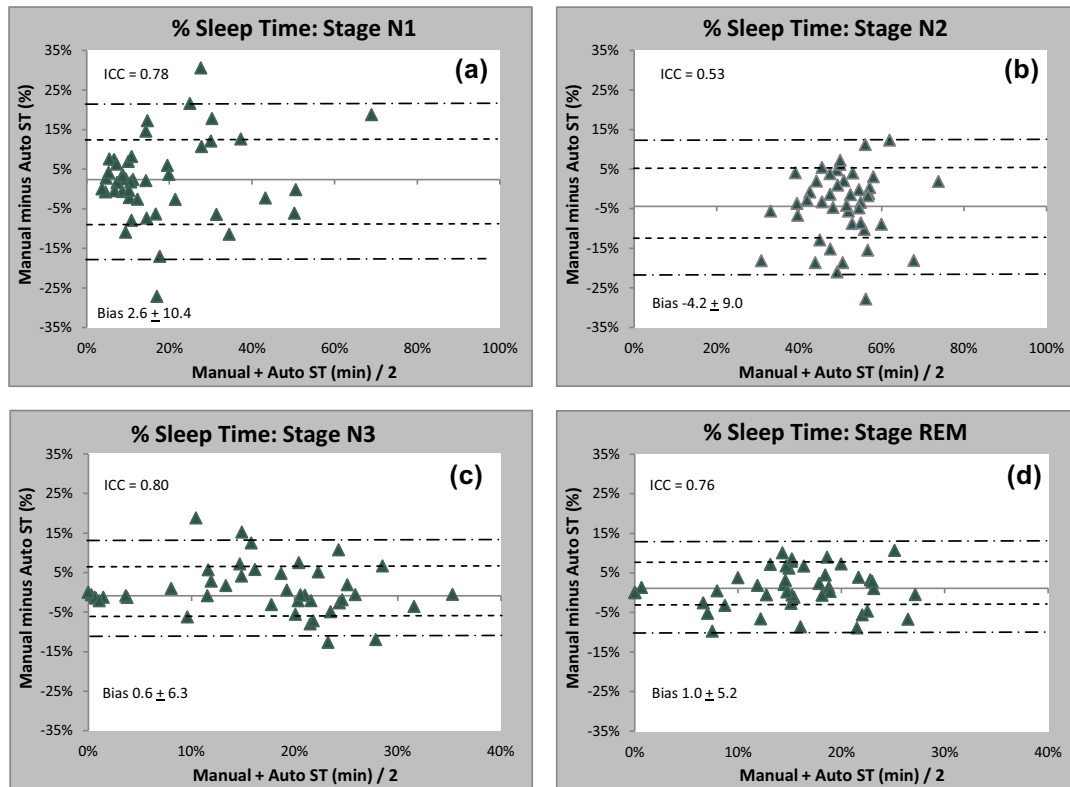 % Sleep Time: Stage N1
(a)
ICC = 0.78
Manual minus Auto ST (%)
35%
25%
15%
5%
-5%
-15%
-25%
-35%
Bias 2.6 + 10.4
0%
20%
40%
60%
80%
100%
Manual + Auto ST (min) / 2
% Sleep Time: Stage N2
(b)
ICC = 0.53
Manual minus Auto ST (%)
35%
25%
15%
5%
-5%
-15%
-25%
-35%
Bias -4.2 + 9.0
0%
20%
40%
60%
80%
100%
Manual + Auto ST (min) / 2
% Sleep Time: Stage N3
(c)
ICC = 0.80
Manual minus Auto ST (%)
35%
25%
15%
5%
-5%
-15%
-25%
-35%
Bias 0.6 + 6.3
0%
10%
20%
30%
40%
Manual + Auto ST (min) / 2
% Sleep Time: Stage REM
(d)
ICC = 0.76
Manual minus Auto ST (%)
35%
25%
15%
5%
-5%
-15%
-25%
-35%
Bias 1.0 + 5.2
0%
10%
20%
30%
40%
Manual + Auto ST (min) / 2